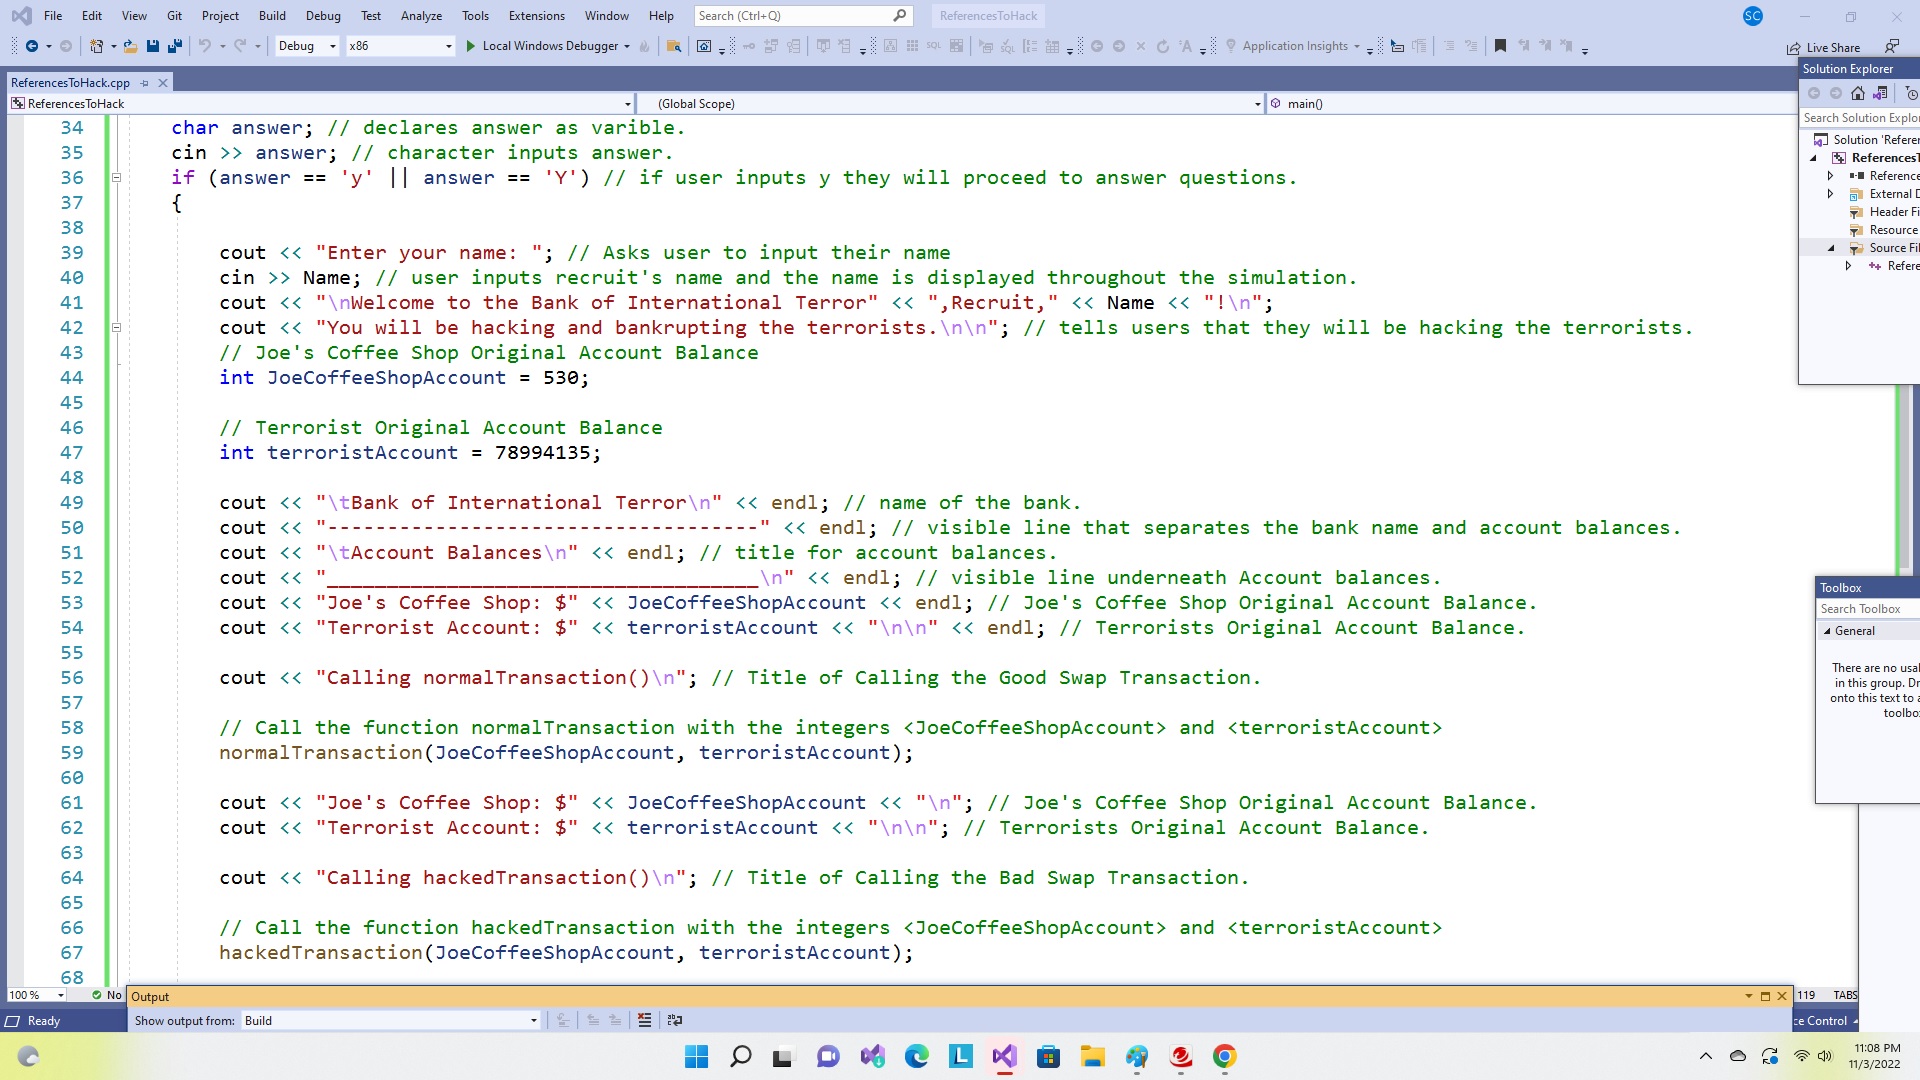 File Edit View Git Project Build Debug Test Analyze Tools Extensions Window Help Search (Ctrl+Q) ReferencesToHack SC
Debug x86 Local Windows Debugger Application Insights Live Share
ReferencesToHack.cpp
ReferencesToHack (Global Scope) main()
34 char answer; // declares answer as varible.
35 cin >> answer; // character inputs answer.
36 if (answer == 'y' || answer == 'Y') // if user inputs y they will proceed to answer questions.
37 {
38
39 cout << "Enter your name: "; // Asks user to input their name
40 cin >> Name; // user inputs recruit's name and the name is displayed throughout the simulation.
41 cout << "\nWelcome to the Bank of International Terror" << ",Recruit," << Name << "!\n";
42 cout << "You will be hacking and bankrupting the terrorists.\n\n"; // tells users that they will be hacking the terrorists.
43 // Joe's Coffee Shop Original Account Balance
44 int JoeCoffeeShopAccount = 530;
45
46 // Terrorist Original Account Balance
47 int terroristAccount = 78994135;
48
49 cout << "\tBank of International Terror\n" << endl; // name of the bank.
50 cout << "------------------------------------" << endl; // visible line that separates the bank name and account balances.
51 cout << "\tAccount Balances\n" << endl; // title for account balances.
52 cout << "____________________________________\n" << endl; // visible line underneath Account balances.
53 cout << "Joe's Coffee Shop: $" << JoeCoffeeShopAccount << endl; // Joe's Coffee Shop Original Account Balance.
54 cout << "Terrorist Account: $" << terroristAccount << "\n\n" << endl; // Terrorists Original Account Balance.
55
56 cout << "Calling normalTransaction()\n"; // Title of Calling the Good Swap Transaction.
57
58 // Call the function normalTransaction with the integers <JoeCoffeeShopAccount> and <terroristAccount>
59 normalTransaction(JoeCoffeeShopAccount, terroristAccount);
60
61 cout << "Joe's Coffee Shop: $" << JoeCoffeeShopAccount << "\n"; // Joe's Coffee Shop Original Account Balance.
62 cout << "Terrorist Account: $" << terroristAccount << "\n\n"; // Terrorists Original Account Balance.
63
64 cout << "Calling hackedTransaction()\n"; // Title of Calling the Bad Swap Transaction.
65
66 // Call the function hackedTransaction with the integers <JoeCoffeeShopAccount> and <terroristAccount>
67 hackedTransaction(JoeCoffeeShopAccount, terroristAccount);
68
Solution Explorer
Search Solution Explo
Solution 'Referer
ReferencesT
Reference
External D
Header Fi
Resource
Source Fil
Refere
Toolbox
Search Toolbox
General
There are no usal
in this group. Dr
onto this text to a
toolbo
100 % No Output 119 TABS
Ready Show output from: Build ce Control
11:08 PM
11/3/2022